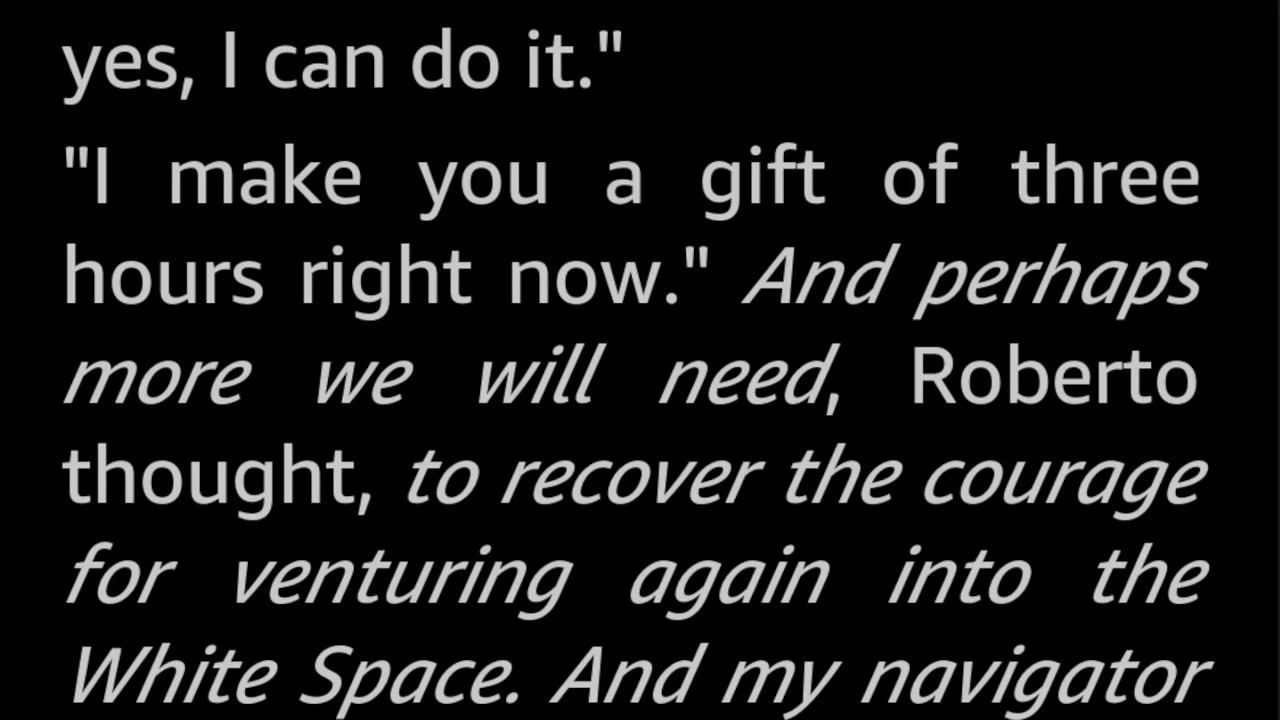 yes, I can do it."
"I make you a gift of three
hours right now." And perhaps
more we will need, Roberto
thought, to recover the courage
for venturing again into the
White Space. And my navigator